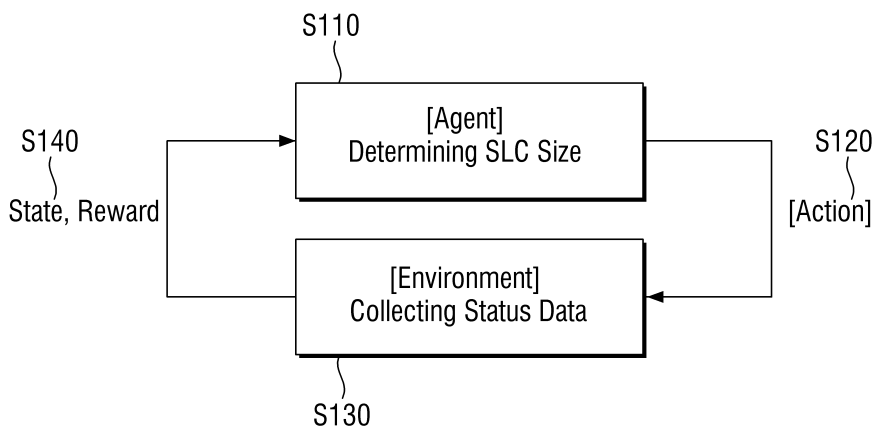 S110
[Agent]
Determining SLC Size
S140
State, Reward
S120
[Action]
[Environment]
Collecting Status Data
S130